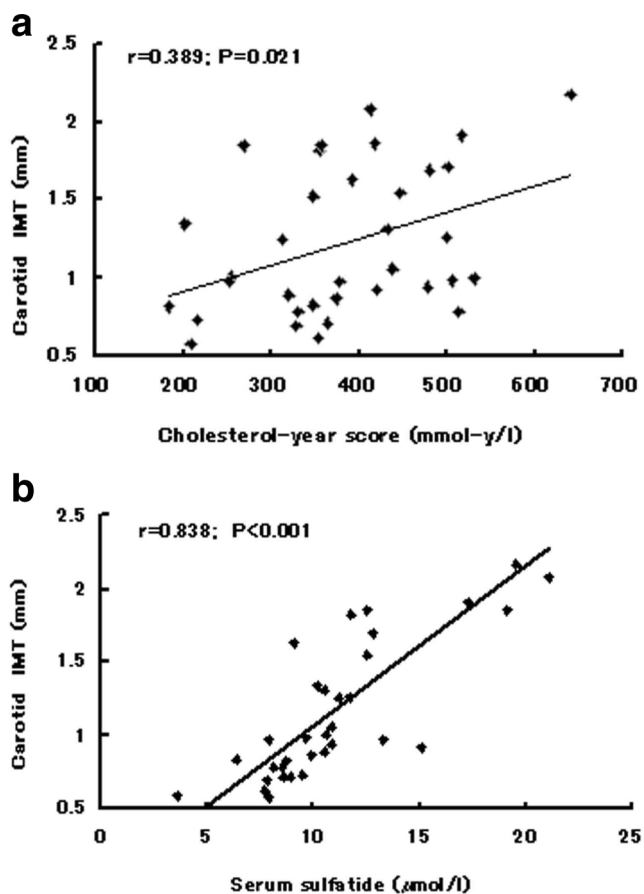 a
r=0.389; P=0.021
Carotid IMT (mm)
2.5
2
1.5
1
0.5
100 200 300 400 500 600 700
Cholesterol-year score (mmol-y/l)
b
r=0.838; P<0.001
Carotid IMT (mm)
2.5
2
1.5
1
0.5
0 5 10 15 20 25
Serum sulfatide (μmol/l)